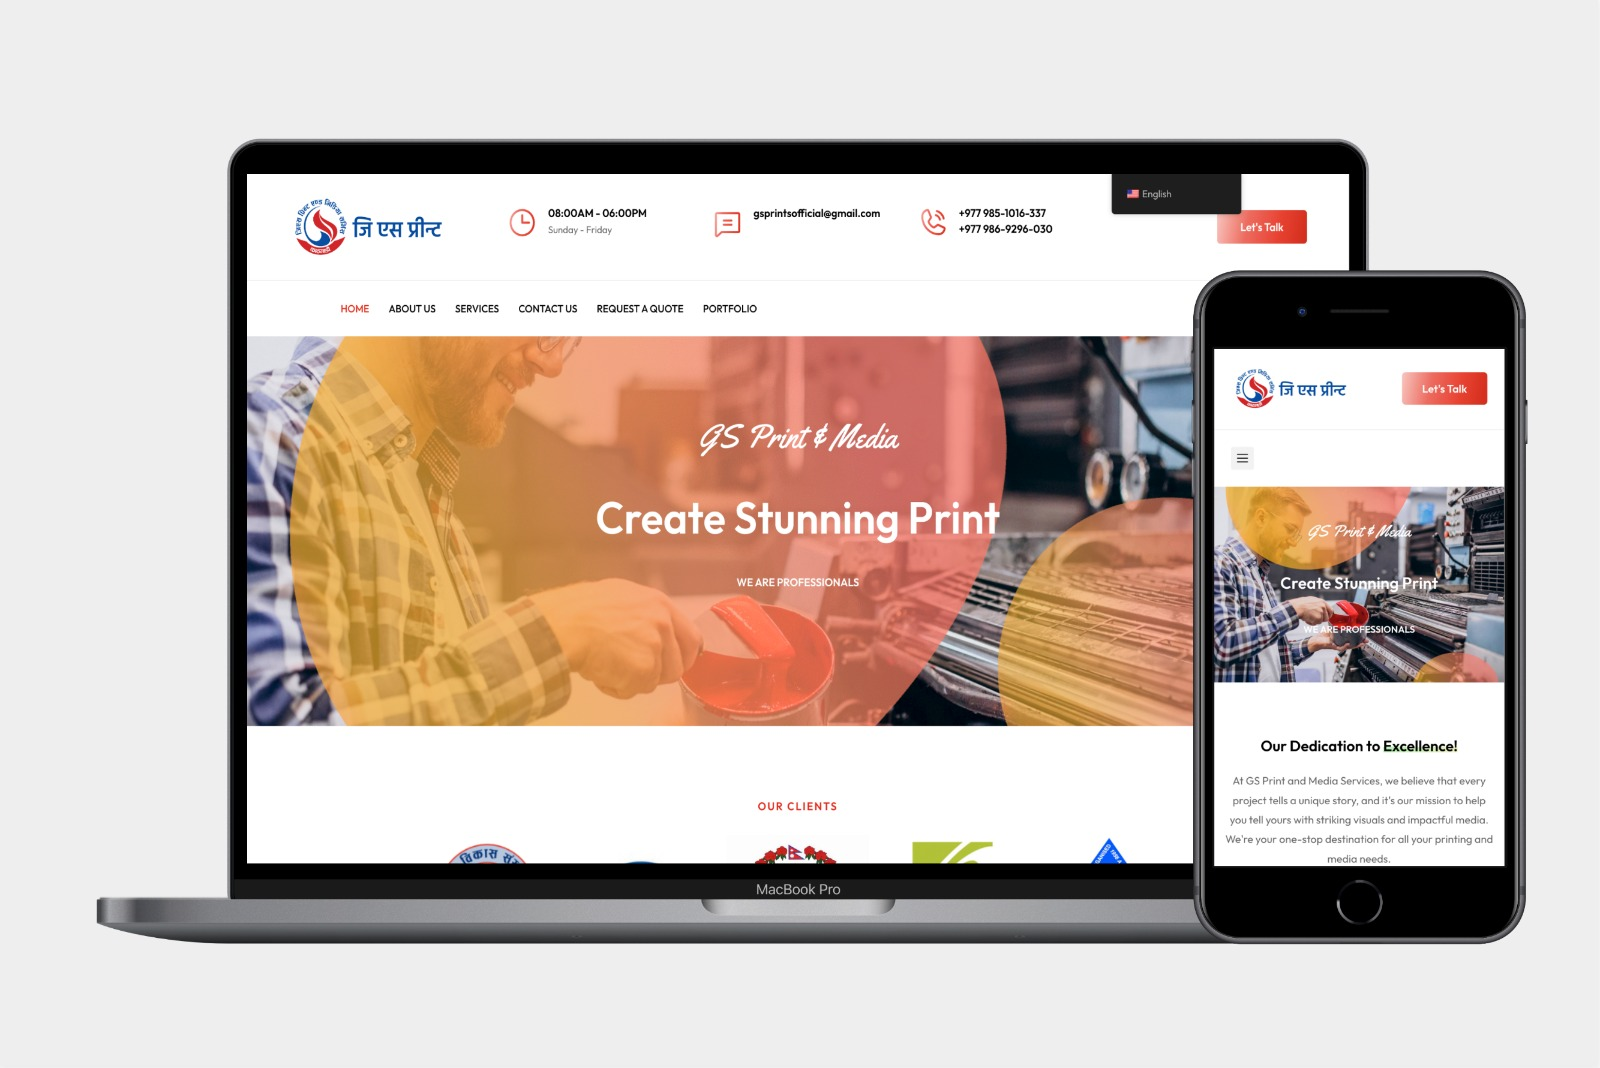 जि एस प्रीन्ट
08:00AM - 06:00PM
Sunday - Friday
gsprintsofficial@gmail.com
+977 985-1016-337
+977 986-9296-030
English
Let's Talk
HOME ABOUT US SERVICES CONTACT US REQUEST A QUOTE PORTFOLIO
GS Print & Media
Create Stunning Print
WE ARE PROFESSIONALS
OUR CLIENTS
विकास
MacBook Pro
जि एस प्रीन्ट
Let's Talk
GS Print & Media
Create Stunning Print
WE ARE PROFESSIONALS
Our Dedication to Excellence!
At GS Print and Media Services, we believe that every
project tells a unique story, and it's our mission to help
you tell yours with striking visuals and impactful media.
We're your one-stop destination for all your printing and
media needs.